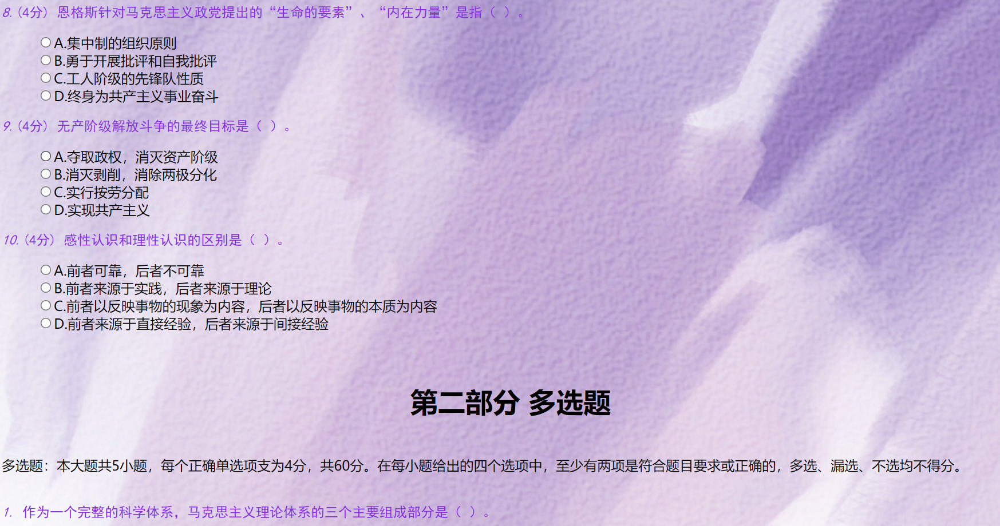 8.（4分）恩格斯针对马克思主义政党提出的“生命的要素”、“内在力量”是指（ ）。
A.集中制的组织原则
B.勇于开展批评和自我批评
C.工人阶级的先锋队性质
D.终身为共产主义事业奋斗
9.（4分）无产阶级解放斗争的最终目标是（ ）。
A.夺取政权，消灭资产阶级
B.消灭剥削，消除两极分化
C.实行按劳分配
D.实现共产主义
10.（4分）感性认识和理性认识的区别是（ ）。
A.前者可靠，后者不可靠
B.前者来源于实践，后者来源于理论
C.前者以反映事物的现象为内容，后者以反映事物的本质为内容
D.前者来源于直接经验，后者来源于间接经验
第二部分 多选题
多选题：本大题共5小题，每个正确单选项支为4分，共60分。在每小题给出的四个选项中，至少有两项是符合题目要求或正确的，多选、漏选、不选均不得分。
1. 作为一个完整的科学体系，马克思主义理论体系的三个主要组成部分是（ ）。